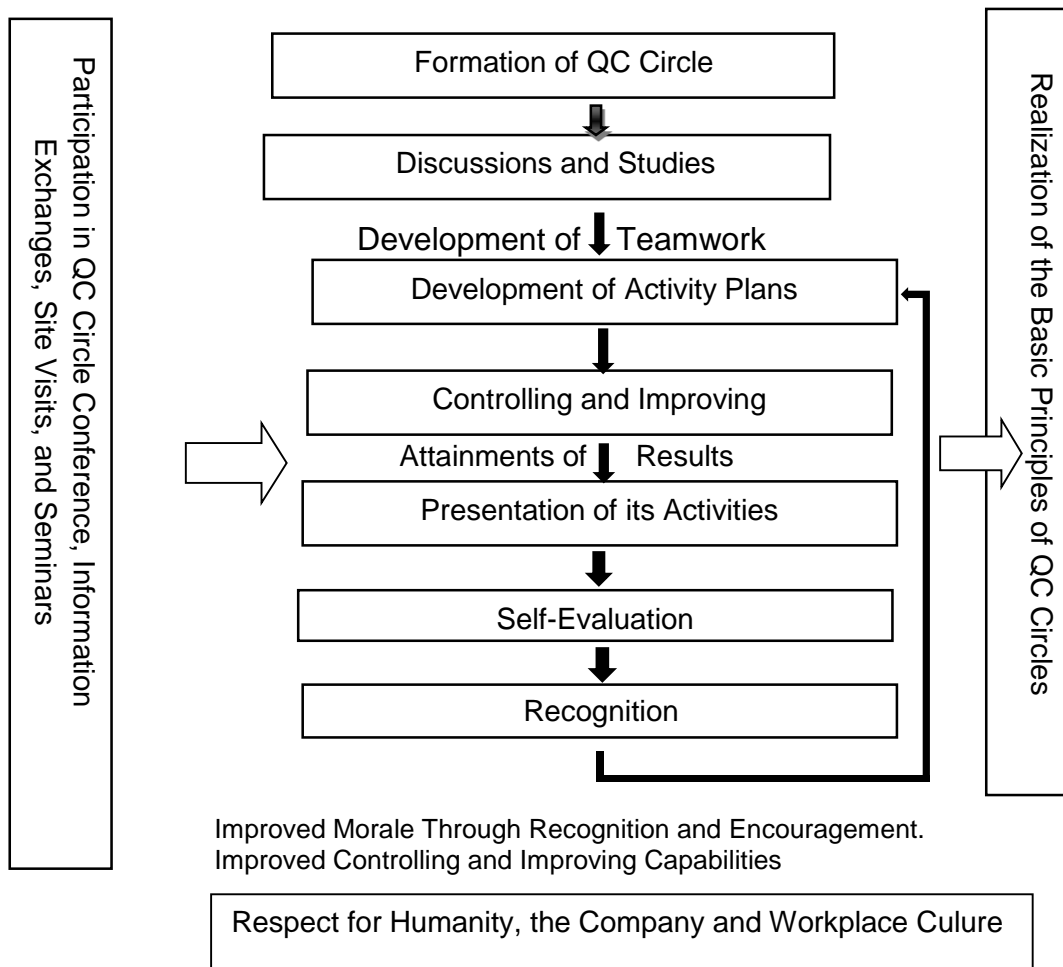 Participation in QC Circle Conference, Information
Exchanges, Site Visits, and Seminars
Formation of QC Circle
Discussions and Studies
Development of Teamwork
Development of Activity Plans
Controlling and Improving
Attainments of Results
Presentation of its Activities
Self-Evaluation
Recognition
Realization of the Basic Principles of QC Circles
Improved Morale Through Recognition and Encouragement.
Improved Controlling and Improving Capabilities
Respect for Humanity, the Company and Workplace Culure